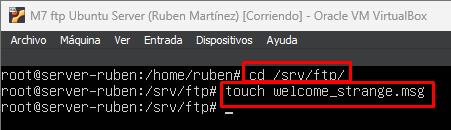 M7 ftp Ubuntu Server (Ruben Martínez) [Corriendo] - Oracle VM VirtualBox
Archivo Máquina Ver Entrada Dispositivos Ayuda
root@server-ruben:/home/ruben# cd /srv/ftp/
root@server-ruben:/srv/ftp# touch welcome_strange.msg
root@server-ruben:/srv/ftp# _